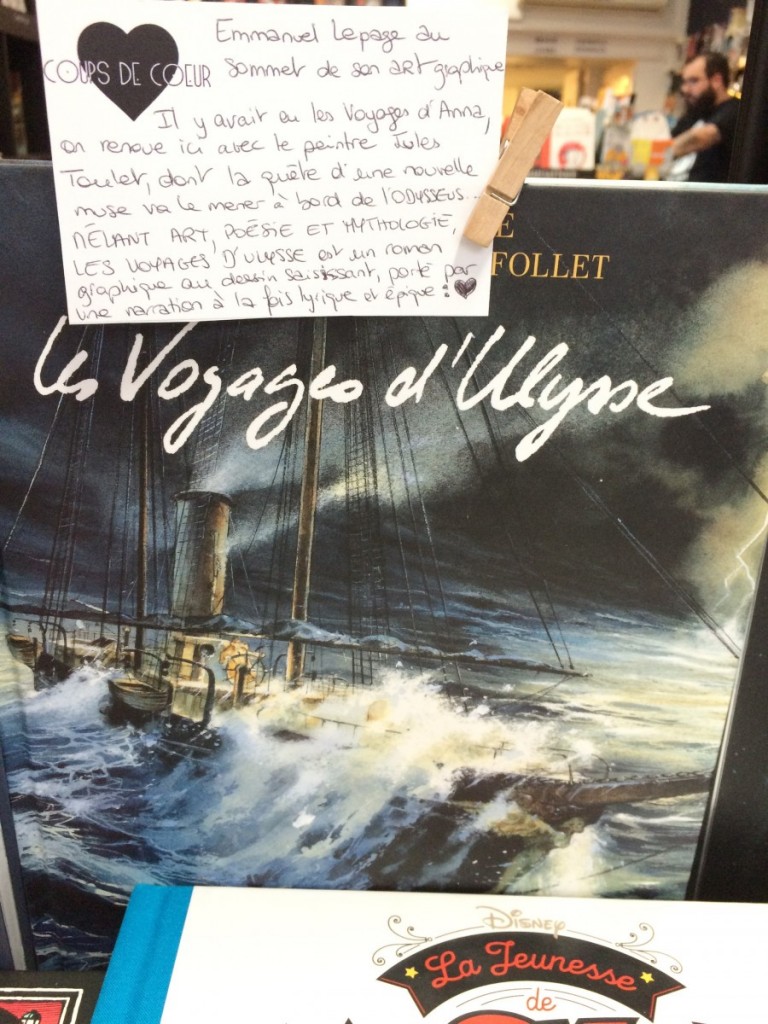 COUPS DE COEUR
Emmanuel Lepage au
sommet de son art graphique
Il y avait eu les Voyages d'Anna,
on renoue ici avec le peintre Jules
Toulet, dont la quête d'une nouvelle
muse va le mener à bord de l'ODYSSEUS...
MÊLANT ART, POÉSIE ET MYTHOLOGIE,
LES VOYAGES D'ULYSSE est un roman
graphique au dessin saisissant, porté par
une narration à la fois lyrique et épique !
E
FOLLET
Les Voyages d'Ulysse
Disney
La Jeunesse
de